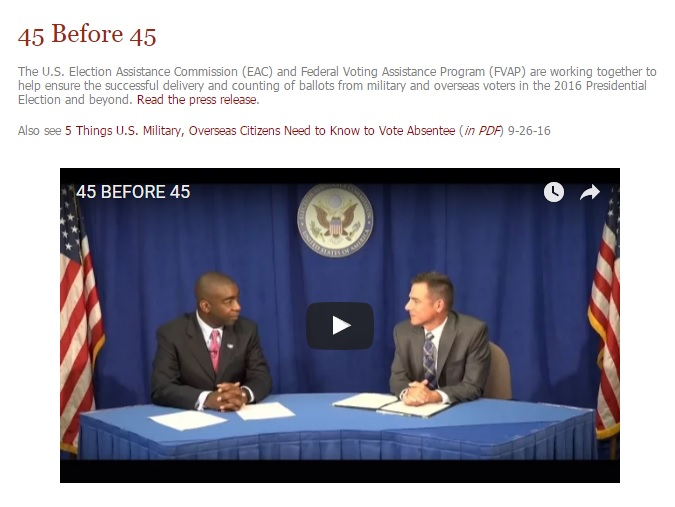 45 Before 45
The U.S. Election Assistance Commission (EAC) and Federal Voting Assistance Program (FVAP) are working together to
help ensure the successful delivery and counting of ballots from military and overseas voters in the 2016 Presidential
Election and beyond. Read the press release.
Also see 5 Things U.S. Military, Overseas Citizens Need to Know to Vote Absentee (in PDF) 9-26-16
45 BEFORE 45